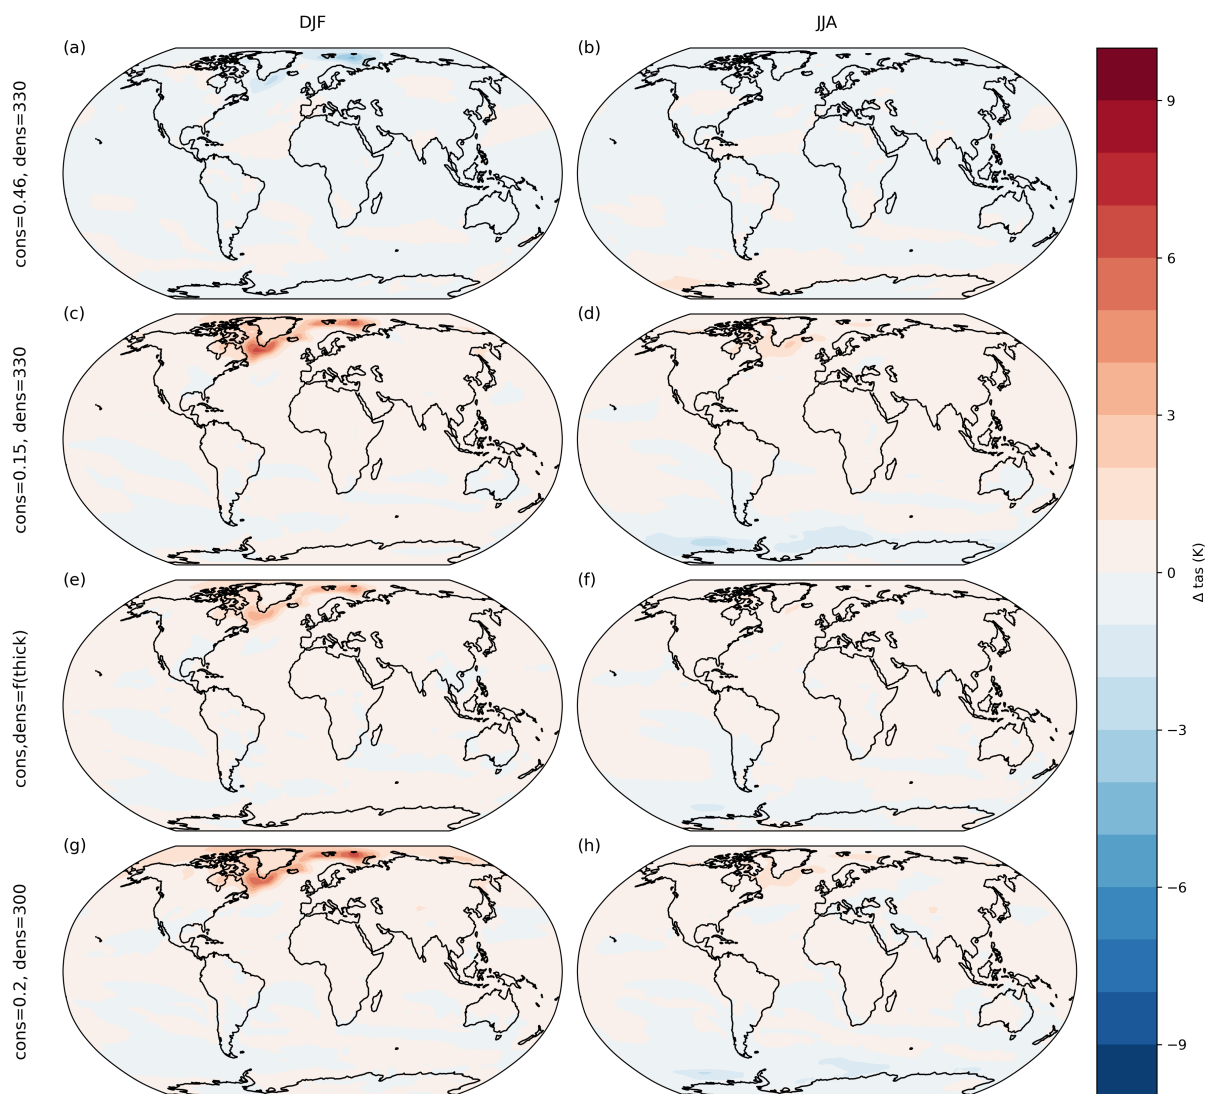 DJF
JJA
(a)
(b)
cons=0.46, dens=330
(c)
(d)
cons=0.15, dens=330
(e)
(f)
cons,dens=f(thick)
(g)
(h)
cons=0.2, dens=300
9
6
3
0
−3
−6
−9
Δ tas (K)